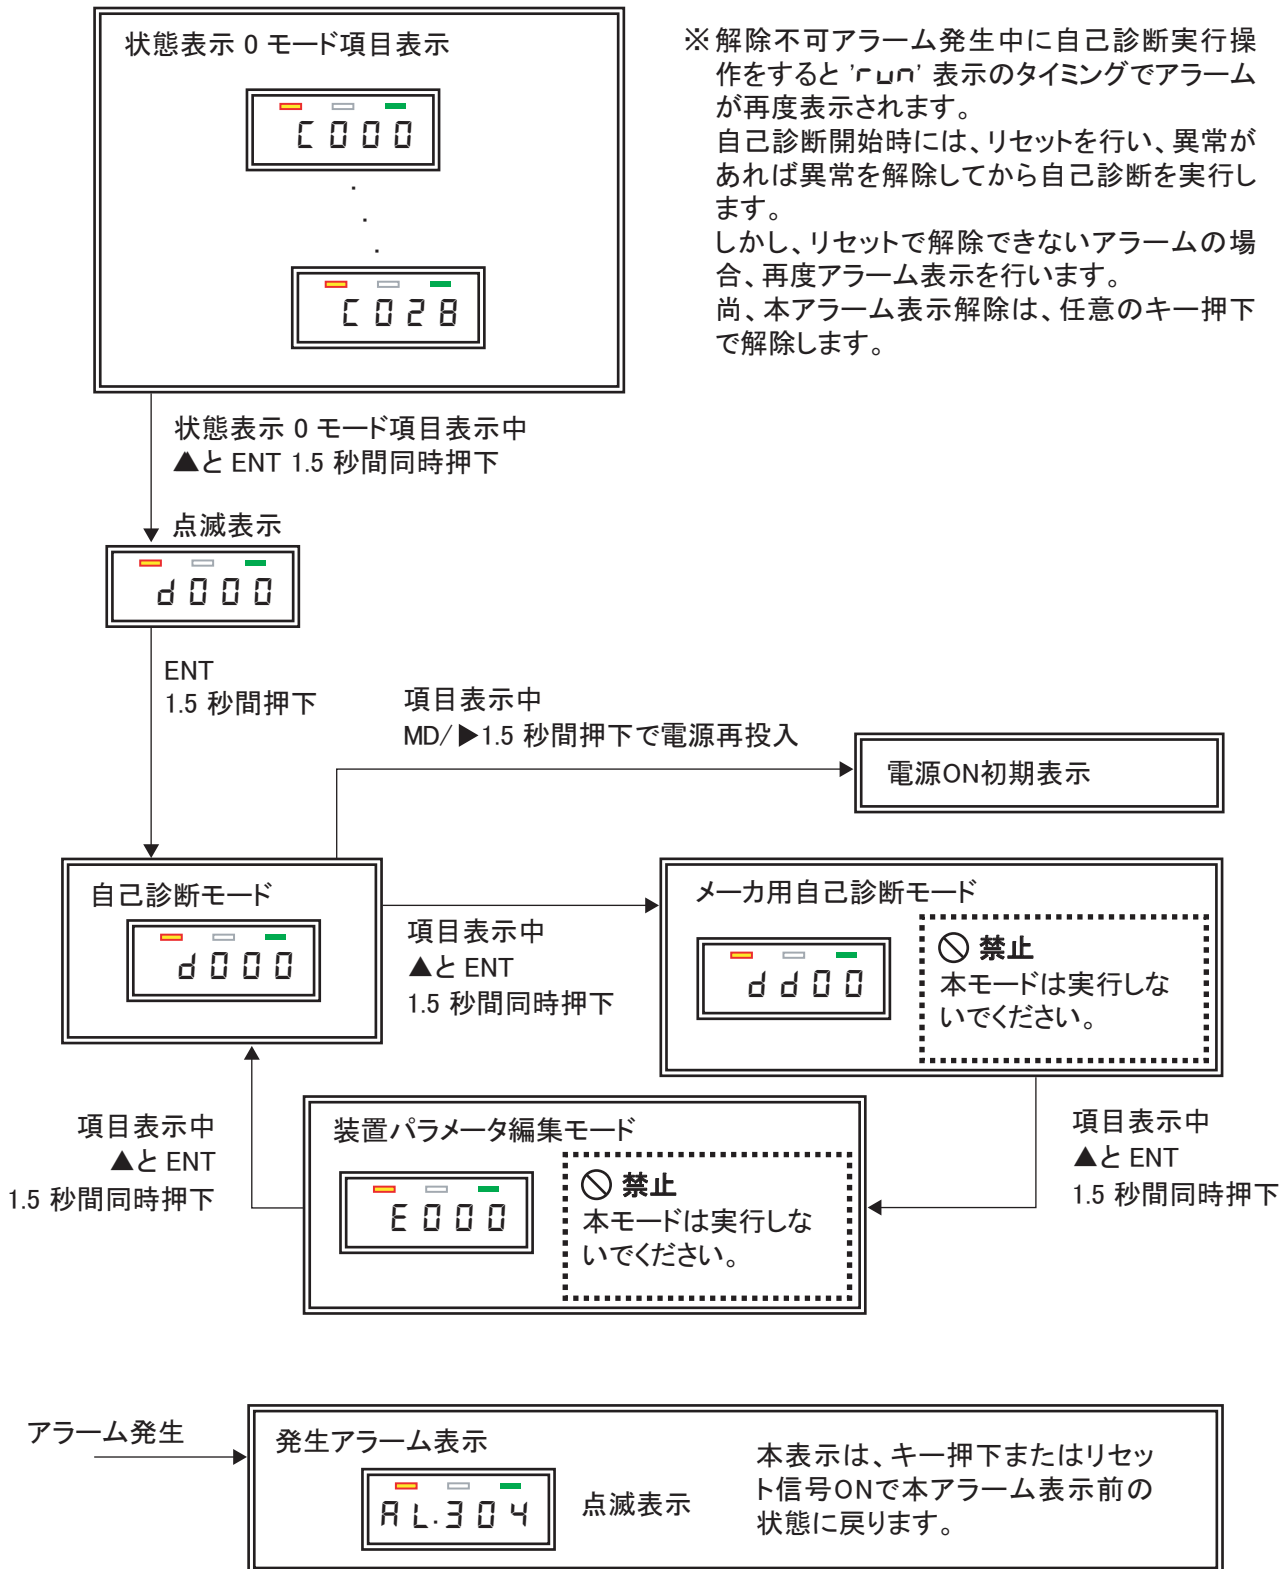 状態表示 0 モード項目表示
C000
.
.
.
C028
※解除不可アラーム発生中に自己診断実行操
作をすると 'run' 表示のタイミングでアラーム
が再度表示されます。
自己診断開始時には、リセットを行い、異常が
あれば異常を解除してから自己診断を実行し
ます。
しかし、リセットで解除できないアラームの場
合、再度アラーム表示を行います。
尚、本アラーム表示解除は、任意のキー押下
で解除します。
状態表示 0 モード項目表示中
▲と ENT 1.5 秒間同時押下
点滅表示
d000
ENT
1.5 秒間押下
項目表示中
MD/▶1.5 秒間押下で電源再投入
電源ON初期表示
自己診断モード
d000
項目表示中
▲と ENT
1.5 秒間同時押下
メーカ用自己診断モード
dd00
禁止
本モードは実行しな
いでください。
項目表示中
▲と ENT
1.5 秒間同時押下
装置パラメータ編集モード
E000
禁止
本モードは実行しな
いでください。
項目表示中
▲と ENT
1.5 秒間同時押下
アラーム発生
発生アラーム表示
AL.304
点滅表示
本表示は、キー押下またはリセッ
ト信号ONで本アラーム表示前の
状態に戻ります。